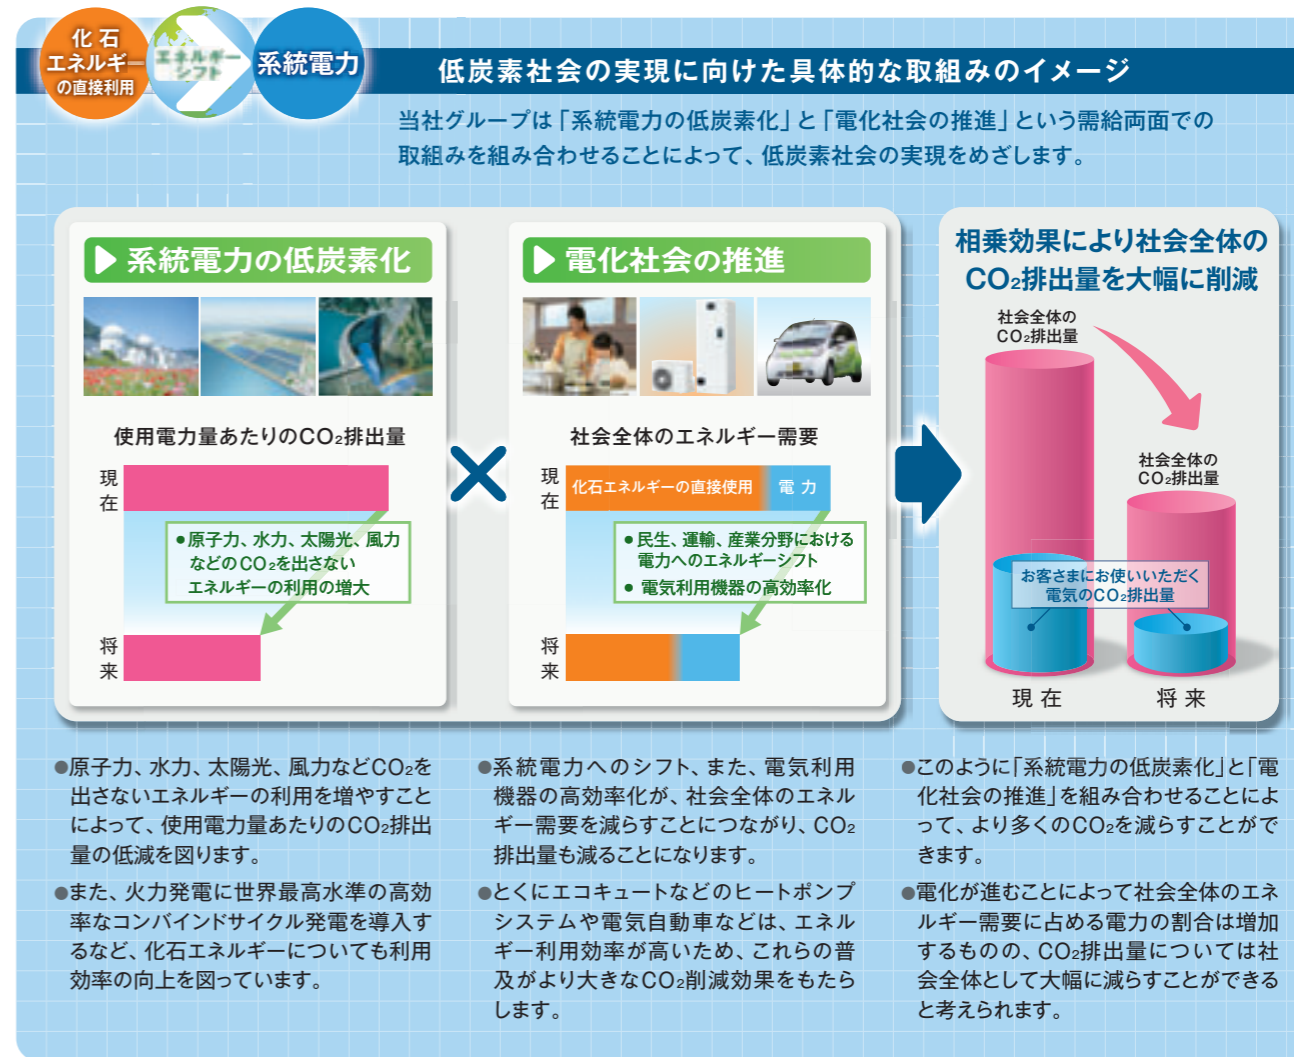 化 石
エネルギー
の直接利用
エネルギー
シフト
系統電力
低炭素社会の実現に向けた具体的な取組みのイメージ
当社グループは「系統電力の低炭素化」と「電化社会の推進」という需給両面での
取組みを組み合わせることによって、低炭素社会の実現をめざします。
系統電力の低炭素化
使用電力量あたりのCO₂排出量
現在
●原子力、水力、太陽光、風力
などのCO₂を出さない
エネルギーの利用の増大
将来
×
電化社会の推進
社会全体のエネルギー需要
現在
化石エネルギーの直接使用
電 力
●民生、運輸、産業分野における
電力へのエネルギーシフト
● 電気利用機器の高効率化
将来
相乗効果により社会全体の
CO₂排出量を大幅に削減
社会全体の
CO₂排出量
社会全体の
CO₂排出量
お客さまにお使いいただく
電気のCO₂排出量
現 在
将 来
●原子力、水力、太陽光、風力などCO₂を
出さないエネルギーの利用を増やすこと
によって、使用電力量あたりのCO₂排出
量の低減を図ります。
●また、火力発電に世界最高水準の高効
率なコンバインドサイクル発電を導入す
るなど、化石エネルギーについても利用
効率の向上を図っています。
●系統電力へのシフト、また、電気利用
機器の高効率化が、社会全体のエネル
ギー需要を減らすことにつながり、CO₂
排出量も減ることになります。
●とくにエコキュートなどのヒートポンプ
システムや電気自動車などは、エネル
ギー利用効率が高いため、これらの普
及がより大きなCO₂削減効果をもたら
します。
●このように「系統電力の低炭素化」と「電
化社会の推進」を組み合わせることによ
って、より多くのCO₂を減らすことがで
きます。
●電化が進むことによって社会全体のエネ
ルギー需要に占める電力の割合は増加
するものの、CO₂排出量については社
会全体として大幅に減らすことができる
と考えられます。